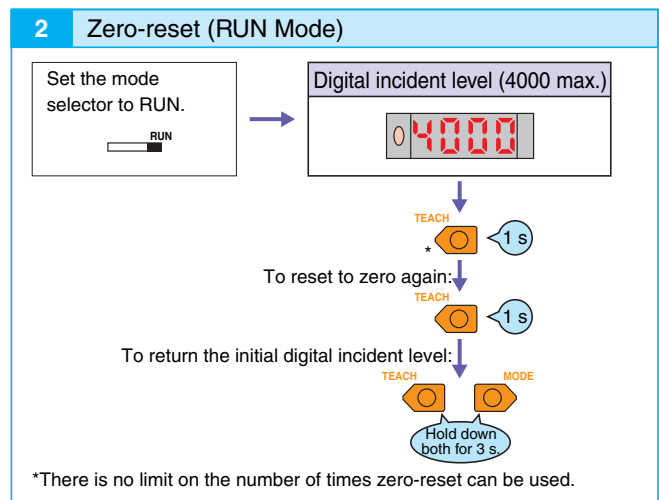 2 Zero-reset (RUN Mode)
Set the mode
selector to RUN.
RUN
Digital incident level (4000 max.)
4000
TEACH
* 1 s
To reset to zero again:
TEACH
1 s
To return the initial digital incident level:
TEACH MODE
Hold down
both for 3 s.
*There is no limit on the number of times zero-reset can be used.